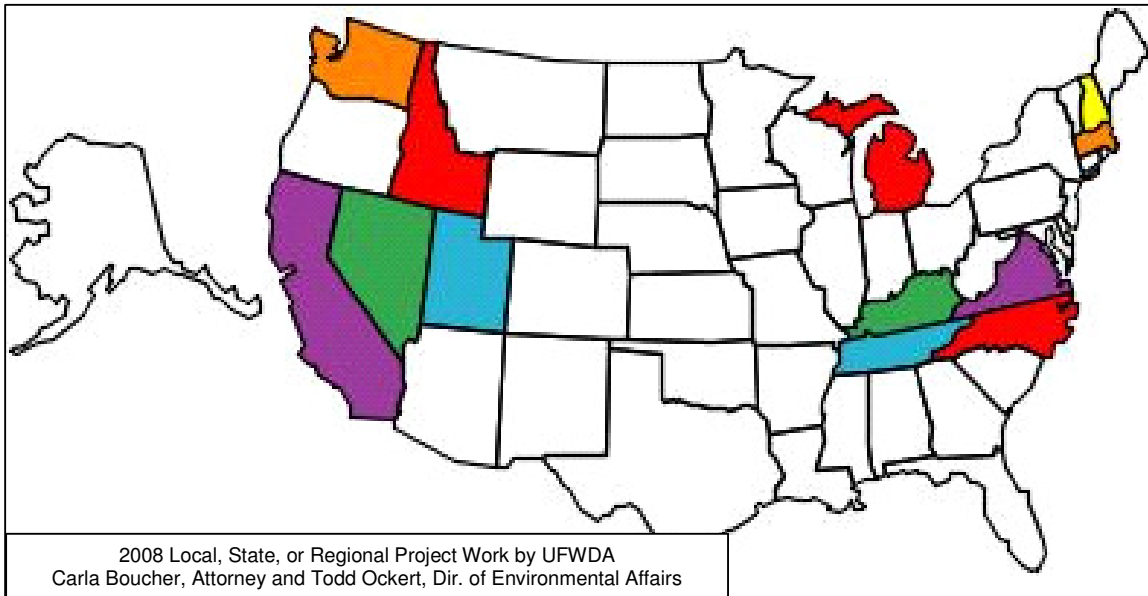 2008 Local, State, or Regional Project Work by UFWDA
Carla Boucher, Attorney and Todd Ockert, Dir. of Environmental Affairs